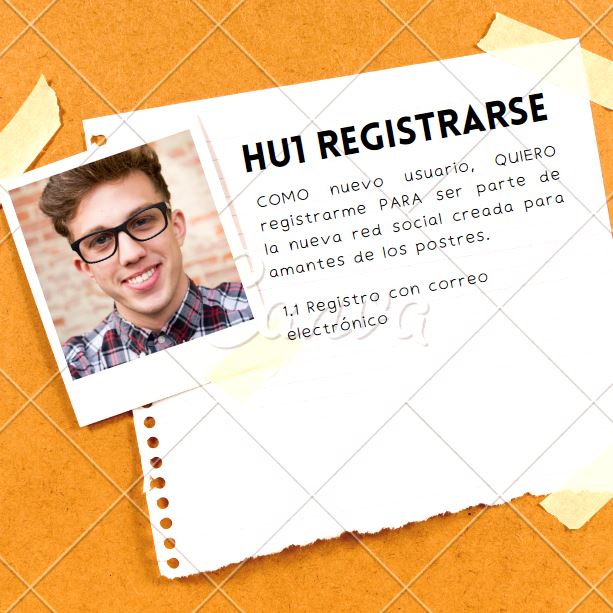 HU1 REGISTRARSE
COMO nuevo usuario, QUIERO
registrarme PARA ser parte de
la nueva red social creada para
amantes de los postres.
1.1 Registro con correo
electrónico
Canva